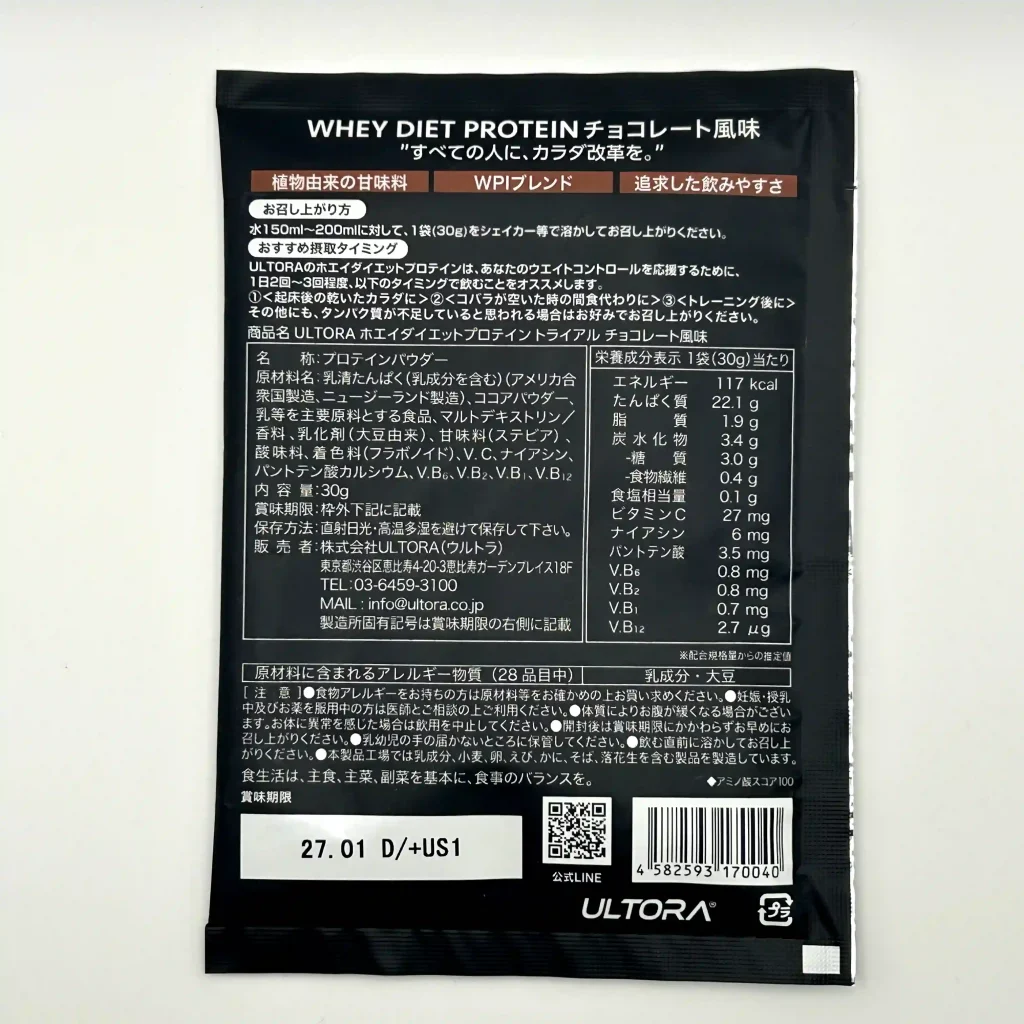 WHEY DIET PROTEIN チョコレート風味
"すべての人に、カラダ改革を。"
植物由来の甘味料 WPIブレンド 追求した飲みやすさ
お召し上がり方
水150ml〜200mlに対して、1袋(30g)をシェイカー等で溶かしてお召し上がりください。
おすすめ摂取タイミング
ULTORAのホエイダイエットプロテインは、あなたのウエイトコントロールを応援するために、
1日2回〜3回程度、以下のタイミングで飲むことをオススメします。
①<起床後の乾いたカラダに>②<コバラが空いた時の間食代わりに>③<トレーニング後に>
その他にも、タンパク質が不足していると思われる場合はお好みでお召し上がりください。
商品名 ULTORA ホエイダイエットプロテイン トライアル チョコレート風味
名 称:プロテインパウダー
原材料名:乳清たんぱく(乳成分を含む)(アメリカ合
衆国製造、ニュージーランド製造)、ココアパウダー、
乳等を主要原料とする食品、マルトデキストリン/
香料、乳化剤(大豆由来)、甘味料(ステビア)、
酸味料、着色料(フラボノイド)、V.C、ナイアシン、
パントテン酸カルシウム、V.B6、V.B2、V.B1、V.B12
内 容 量:30g
賞味期限:枠外下記に記載
保存方法:直射日光・高温多湿を避けて保存して下さい。
販 売 者:株式会社ULTORA(ウルトラ)
東京都渋谷区恵比寿4-20-3恵比寿ガーデンプレイス18F
TEL:03-6459-3100
MAIL : info@ultora.co.jp
製造所固有記号は賞味期限の右側に記載
栄養成分表示 1袋(30g)当たり
エネルギー 117 kcal
たんぱく質 22.1 g
脂 質 1.9 g
炭水化物 3.4 g
-糖 質 3.0 g
-食物繊維 0.4 g
食塩相当量 0.1 g
ビタミンC 27 mg
ナイアシン 6 mg
パントテン酸 3.5 mg
V.B6 0.8 mg
V.B2 0.8 mg
V.B1 0.7 mg
V.B12 2.7 μg
※配合規格量からの推定値
原材料に含まれるアレルギー物質(28品目中) 乳成分・大豆
[ 注 意 ]●食物アレルギーをお持ちの方は原材料等をお確かめの上お買い求めください。●妊娠・授乳
中及びお薬を服用中の方は医師とご相談の上ご利用ください。●体質によりお腹が緩くなる場合がござい
ます。お体に異常を感じた場合は飲用を中止してください。●開封後は賞味期限にかかわらずお早めにお
召し上がりください。●乳幼児の手の届かないところに保管してください。●飲む直前に溶かしてお召し上
がりください。●本製品工場では乳成分、小麦、卵、えび、かに、そば、落花生を含む製品を製造しています。
食生活は、主食、主菜、副菜を基本に、食事のバランスを。
◆アミノ酸スコア100
賞味期限
27.01 D/+US1
公式LINE
4 582593 170040
ULTORA®
プラ